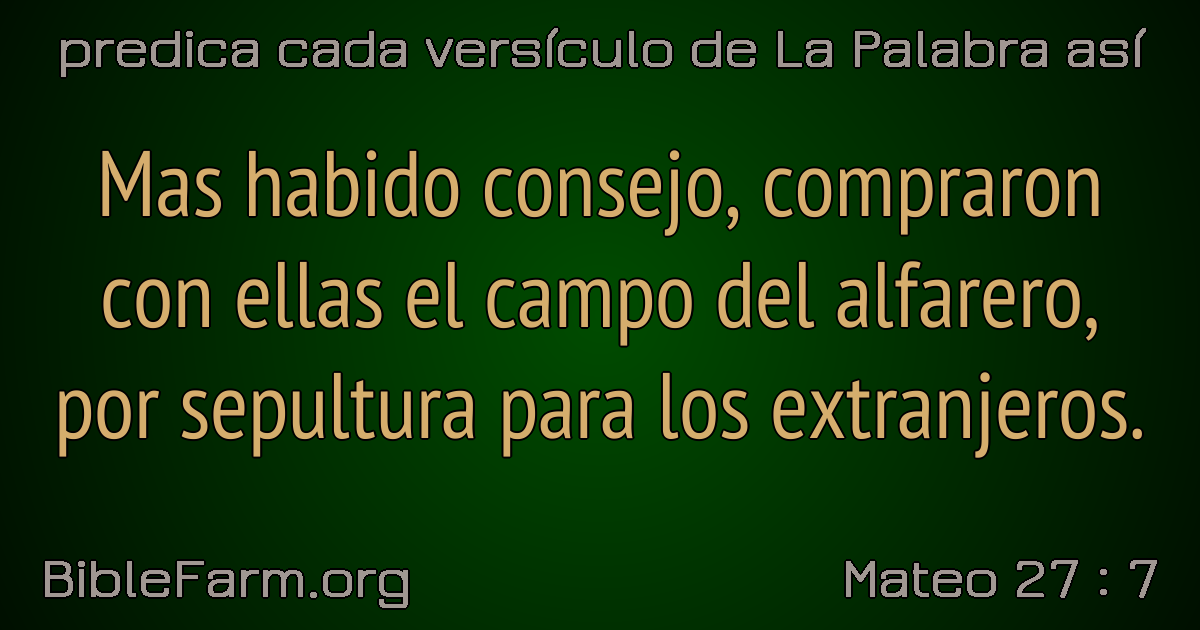 predica cada versículo de La Palabra así
Mas habido consejo, compraron
con ellas el campo del alfarero,
por sepultura para los extranjeros.
BibleFarm.org
Mateo 27 : 7